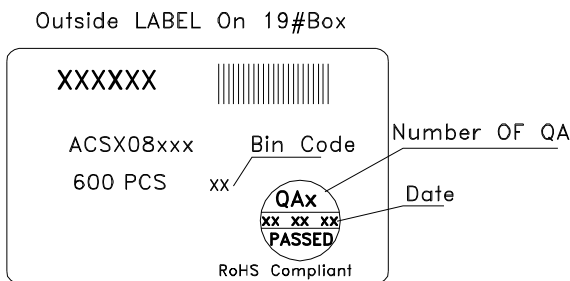 Outside LABEL On 19#Box
XXXXXX
ACSX08xxx
Bin Code
Number OF QA
600 PCS
xx
Date
QAx
xx xx xx
PASSED
RoHS Compliant